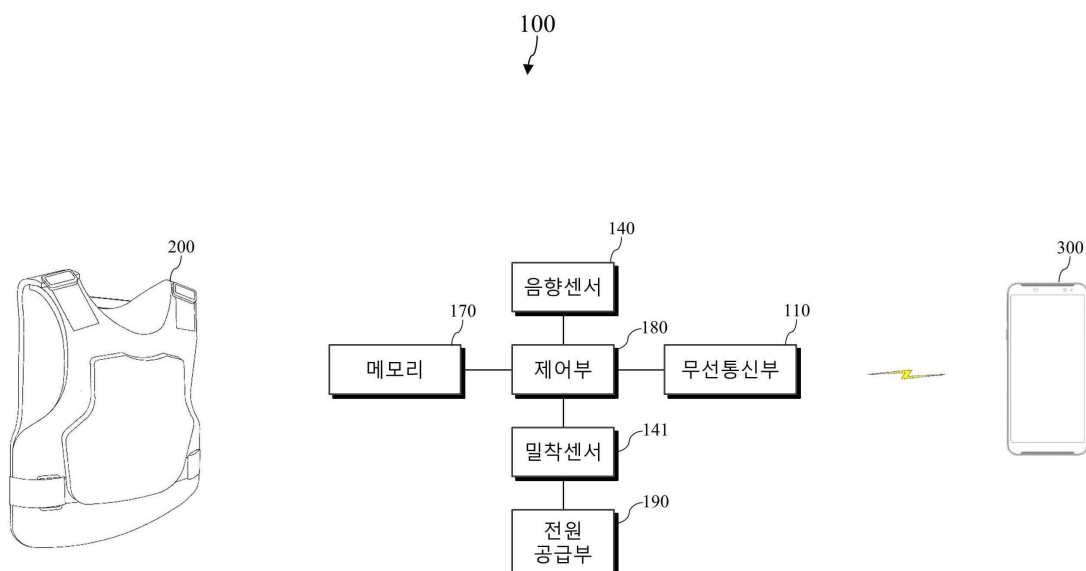 100
200
140
300
음향센서
170
180
110
메모리
제어부
무선통신부
141
밀착센서
190
전원
공급부